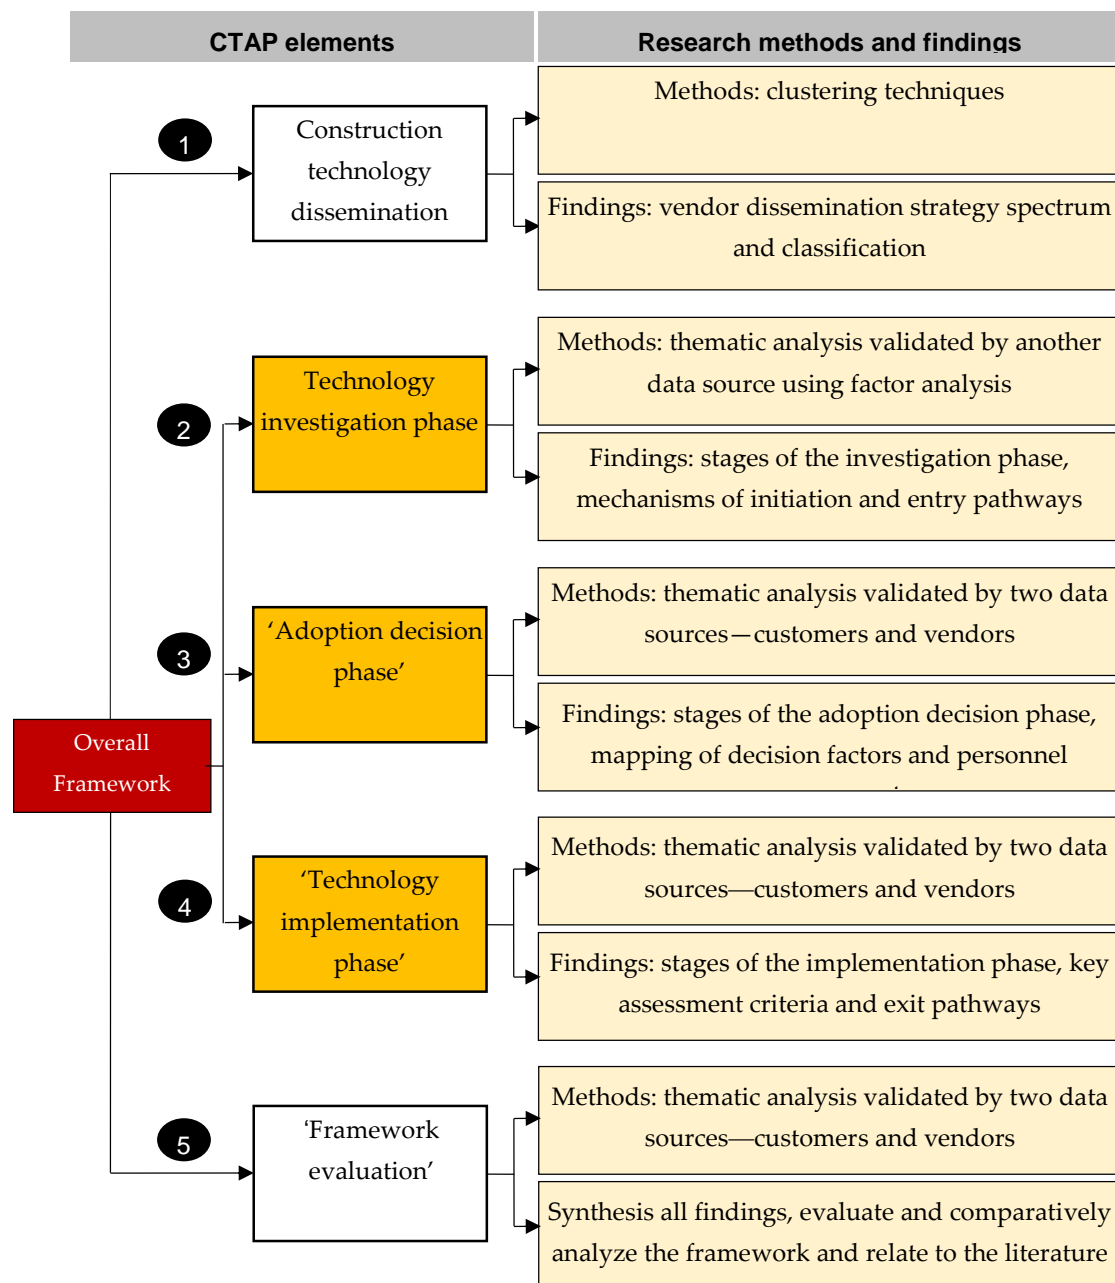 CTAP elements
Research methods and findings
1
Construction
technology
dissemination
Methods: clustering techniques
Findings: vendor dissemination strategy spectrum
and classification
2
Technology
investigation phase
Methods: thematic analysis validated by another
data source using factor analysis
Findings: stages of the investigation phase,
mechanisms of initiation and entry pathways
3
‘Adoption decision
phase’
Methods: thematic analysis validated by two data
sources—customers and vendors
Findings: stages of the adoption decision phase,
mapping of decision factors and personnel
Overall
Framework
4
‘Technology
implementation
phase’
Methods: thematic analysis validated by two data
sources—customers and vendors
Findings: stages of the implementation phase, key
assessment criteria and exit pathways
5
‘Framework
evaluation’
Methods: thematic analysis validated by two data
sources—customers and vendors
Synthesis all findings, evaluate and comparatively
analyze the framework and relate to the literature